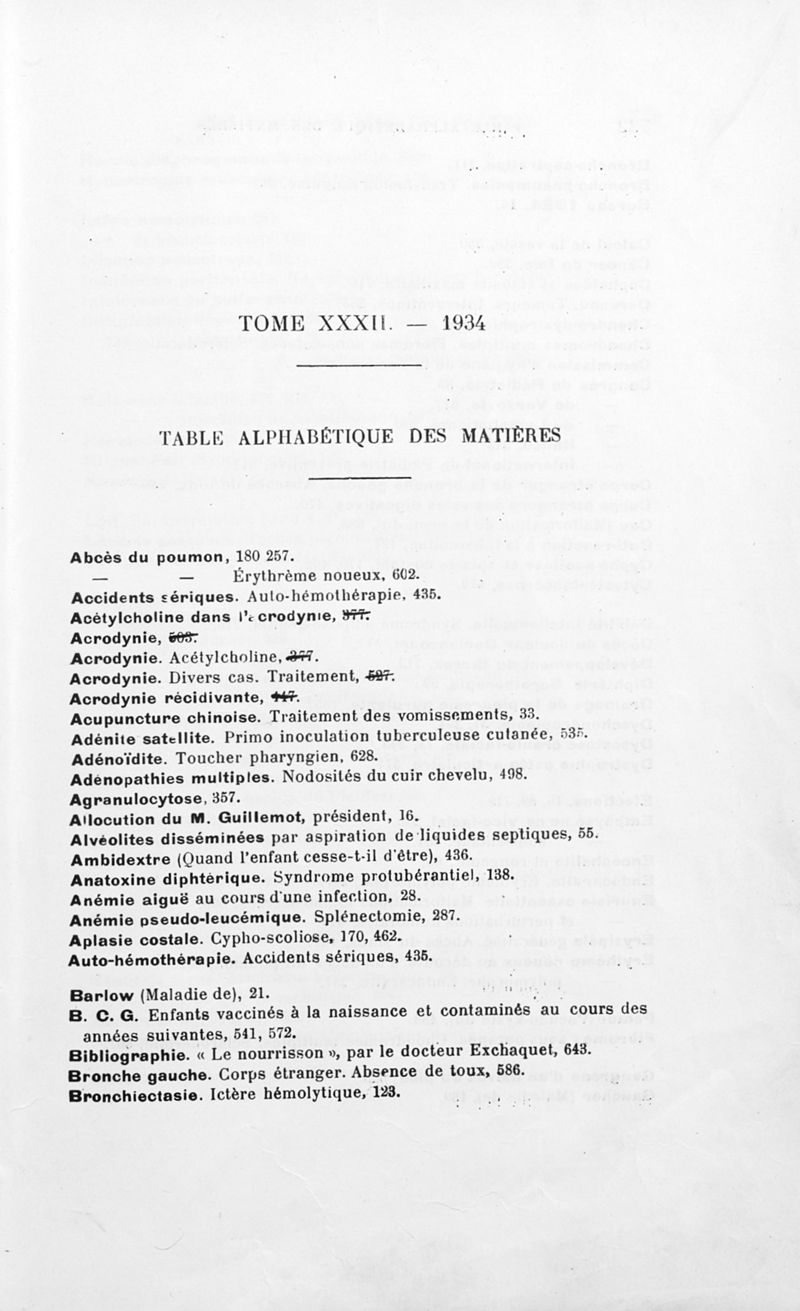 TOME XXXII. — 1934
TABLE ALPHABÉTIQUE DES MATIÈRES
Abcès du poumon, 180 257.
— — Érythrème noueux, 602.
Accidents sériques. Auto-hémothérapie, 435.
Acétylcholine dans l'acrodynie,
Acrodynie,
Acrodynie. Acétylcholine, 377.
Acrodynie. Divers cas. Traitement,
Acrodynie récidivante, 447.
Acupuncture chinoise. Traitement des vomissements, 33.
Adénite satellite. Primo inoculation tuberculeuse cutanée, 535.
Adénoïdite. Toucher pharyngien, 628.
Adénopathies multiples. Nodosités du cuir chevelu, 498.
Agranulocytose, 357.
Allocution du M. Guillemot, président, 16.
Alvéolites disséminées par aspiration de liquides septiques, 55.
Ambidextre (Quand l'enfant cesse-t-il d'être), 436.
Anatoxine diphtérique. Syndrome protubérantiel, 138.
Anémie aiguë au cours d'une infection, 28.
Anémie pseudo-leucémique. Splénectomie, 287.
Aplasie costale. Cypho-scoliose, 170, 462.
Auto-hémothérapie. Accidents sériques, 435.
Barlow (Maladie de), 21.
B. C. G. Enfants vaccinés à la naissance et contaminés au cours des
années suivantes, 541, 572.
Bibliographie. « Le nourrisson », par le docteur Exchaquet, 643.
Bronche gauche. Corps étranger. Absence de toux, 586.
Bronchiectasie. Ictère hémolytique, 123.